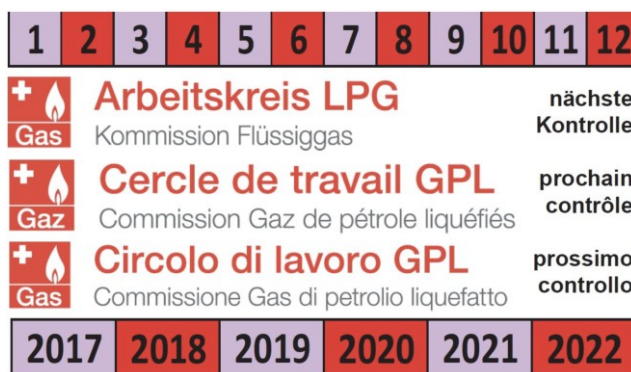 1 2 3 4 5 6 7 8 9 10 11 12
Gas
Arbeitskreis LPG
Kommission Flüssiggas
nächste
Kontrolle
Gaz
Cercle de travail GPL
Commission Gaz de pétrole liquéfiés
prochain
contrôle
Gas
Circolo di lavoro GPL
Commissione Gas di petrolio liquefatto
prossimo
controllo
2017 2018 2019 2020 2021 2022